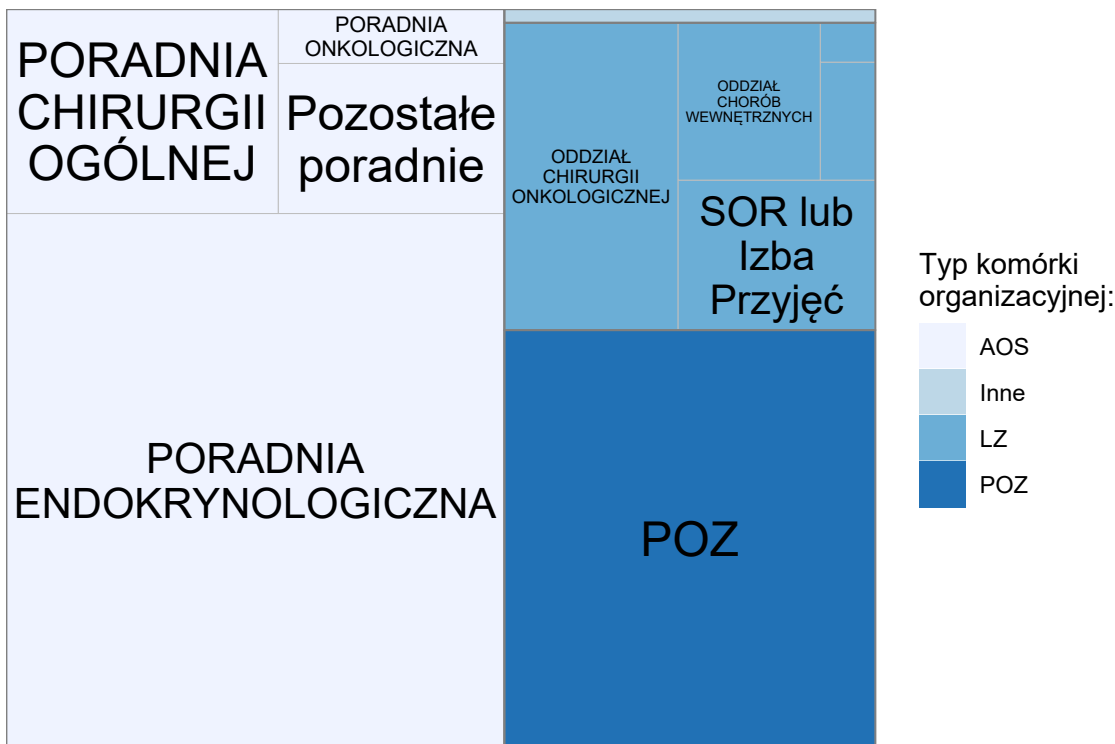 PORADNIA
CHIRURGII
OGÓLNEJ
PORADNIA
ONKOLOGICZNA
Pozostałe
poradnie
PORADNIA
ENDOKRYNOLOGICZNA
ODDZIAŁ
CHIRURGII
ONKOLOGICZNEJ
ODDZIAŁ
CHORÓB
WEWNĘTRZNYCH
SOR lub
Izba
Przyjęć
POZ
Typ komórki
organizacyjnej:
AOS
Inne
LZ
POZ